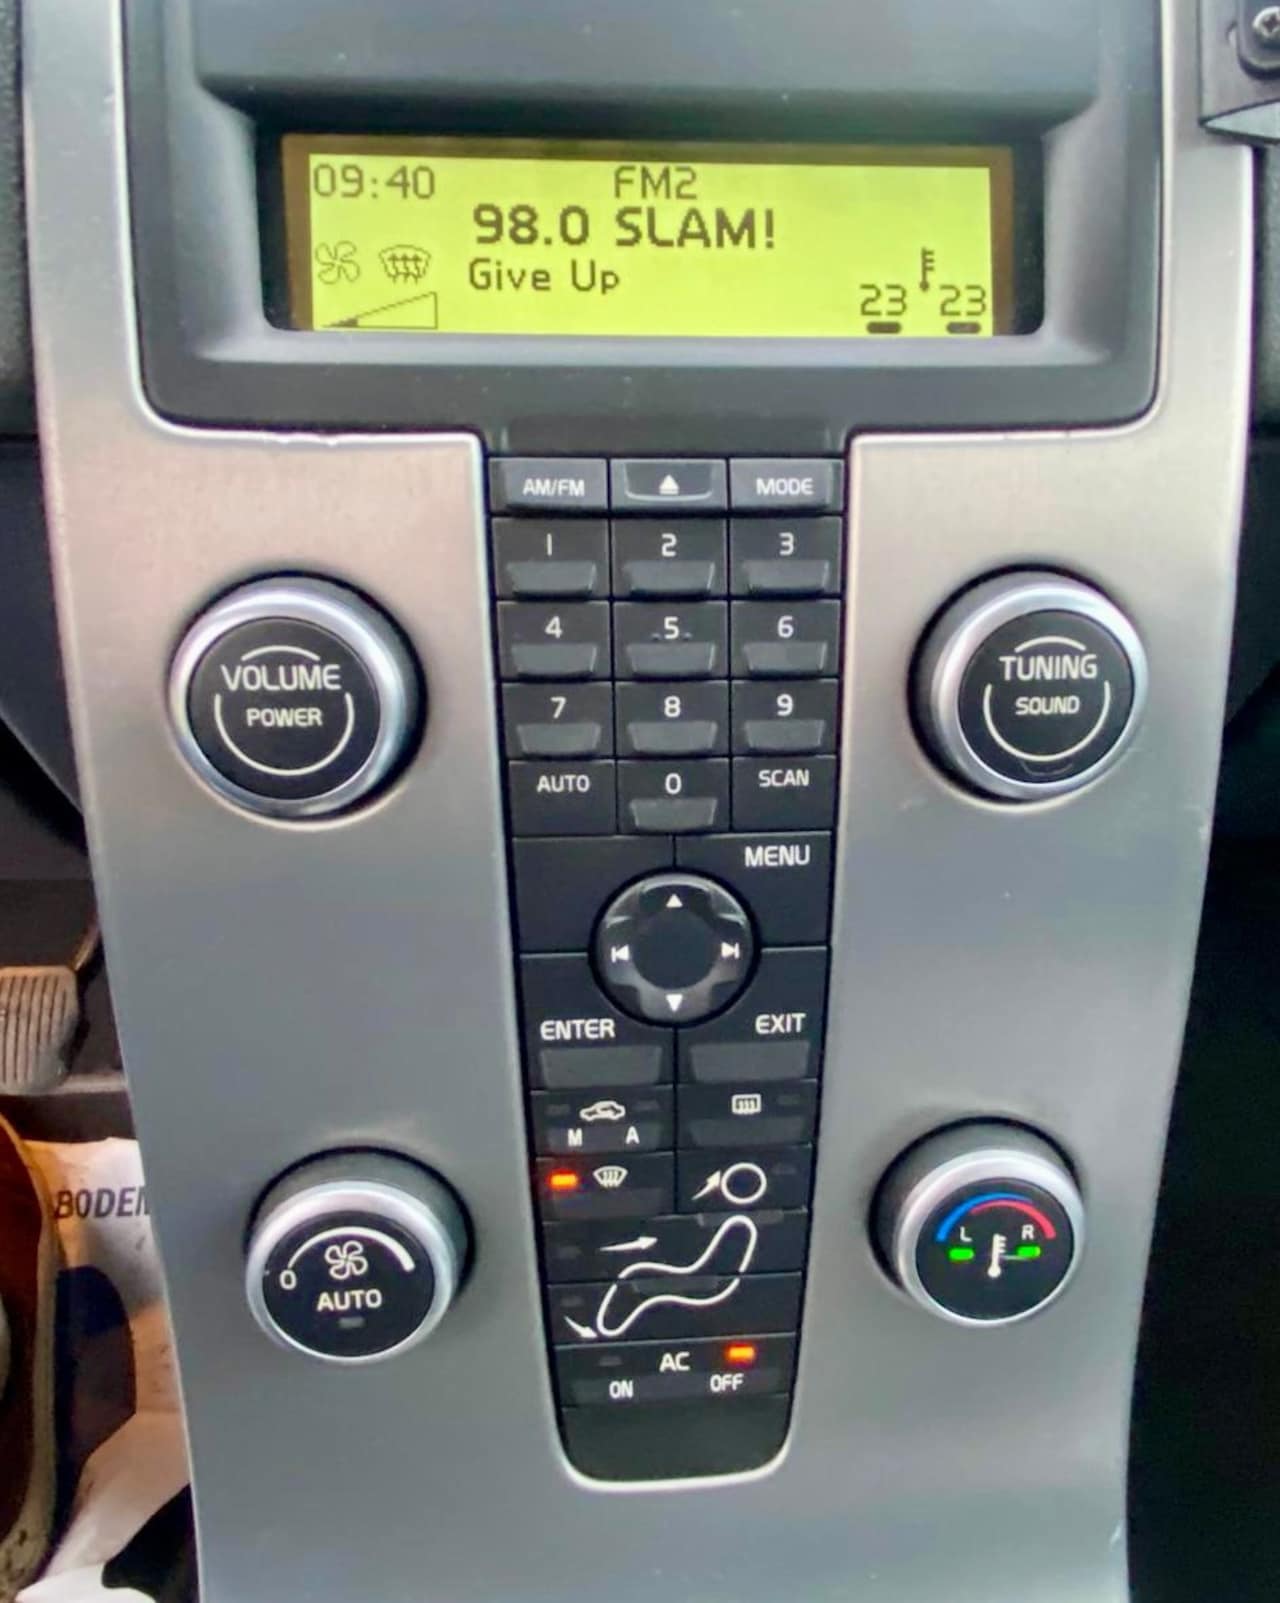 09:40 FM2
98.0 SLAM!
Give Up
23 23
AM/FM MODE
1 2 3
4 5 6
VOLUME
POWER
TUNING
SOUND
7 8 9
AUTO 0 SCAN
MENU
ENTER EXIT
M A
L R
0
AUTO
AC
ON OFF